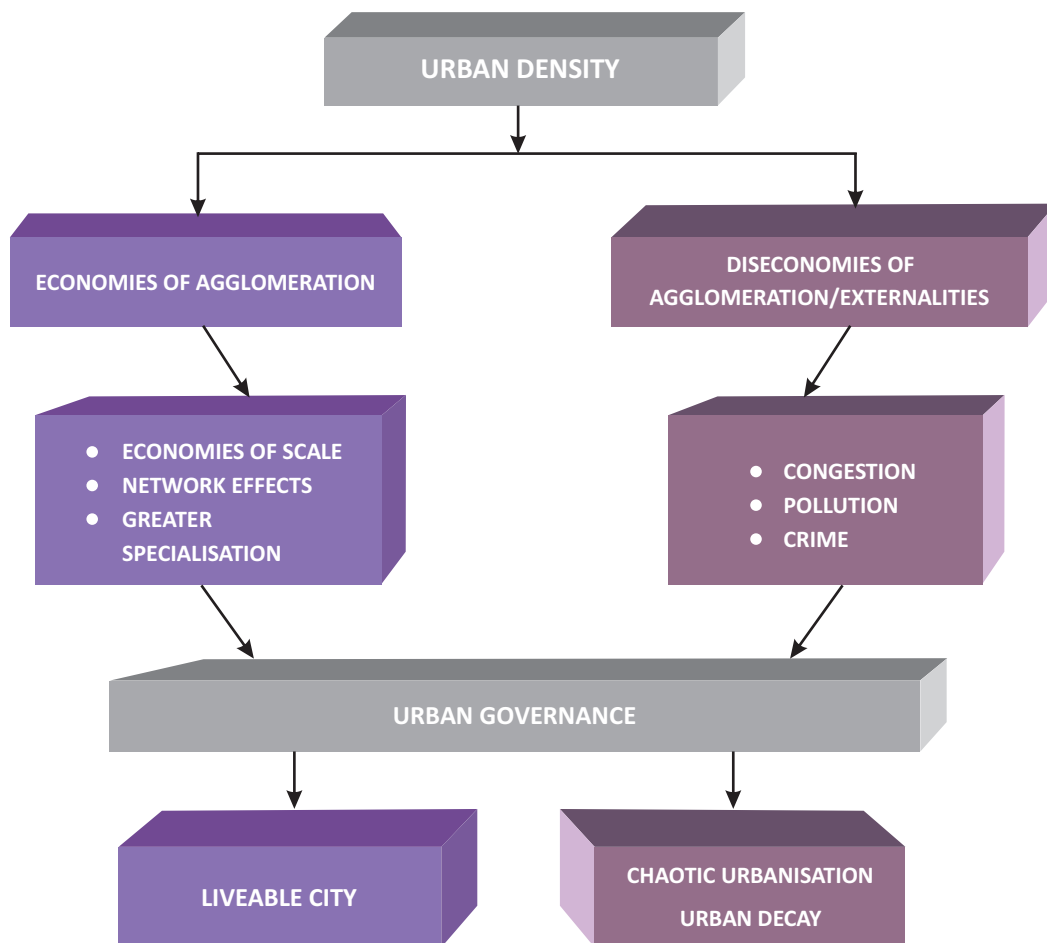 URBAN DENSITY
ECONOMIES OF AGGLOMERATION
DISECONOMIES OF
AGGLOMERATION/EXTERNALITIES
● ECONOMIES OF SCALE
● NETWORK EFFECTS
● GREATER
SPECIALISATION
● CONGESTION
● POLLUTION
● CRIME
URBAN GOVERNANCE
LIVEABLE CITY
CHAOTIC URBANISATION
URBAN DECAY